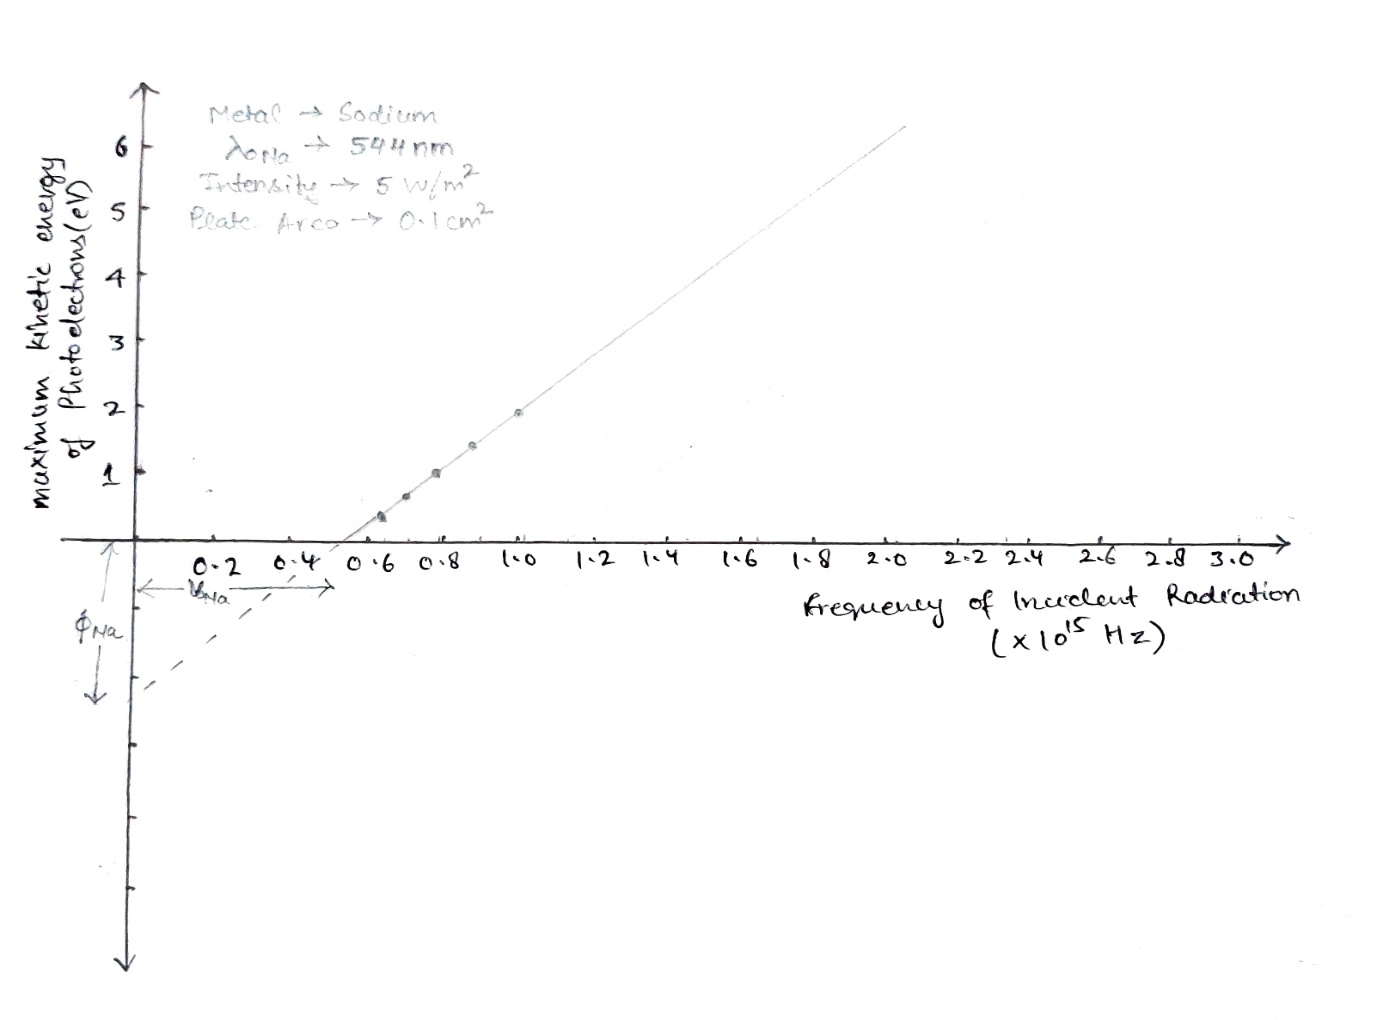 Metal → Sodium
λ₀Na → 544 nm
Intensity → 5 W/m²
Plate Area → 0.1 cm²
maximum kinetic energy
of Photoelectrons (eV)
6
5
4
3
2
1
0.2 0.4 0.6 0.8 1.0 1.2 1.4 1.6 1.8 2.0 2.2 2.4 2.6 2.8 3.0
ν₀Na
ϕNa
Frequency of Incident Radiation
(×10¹⁵ Hz)